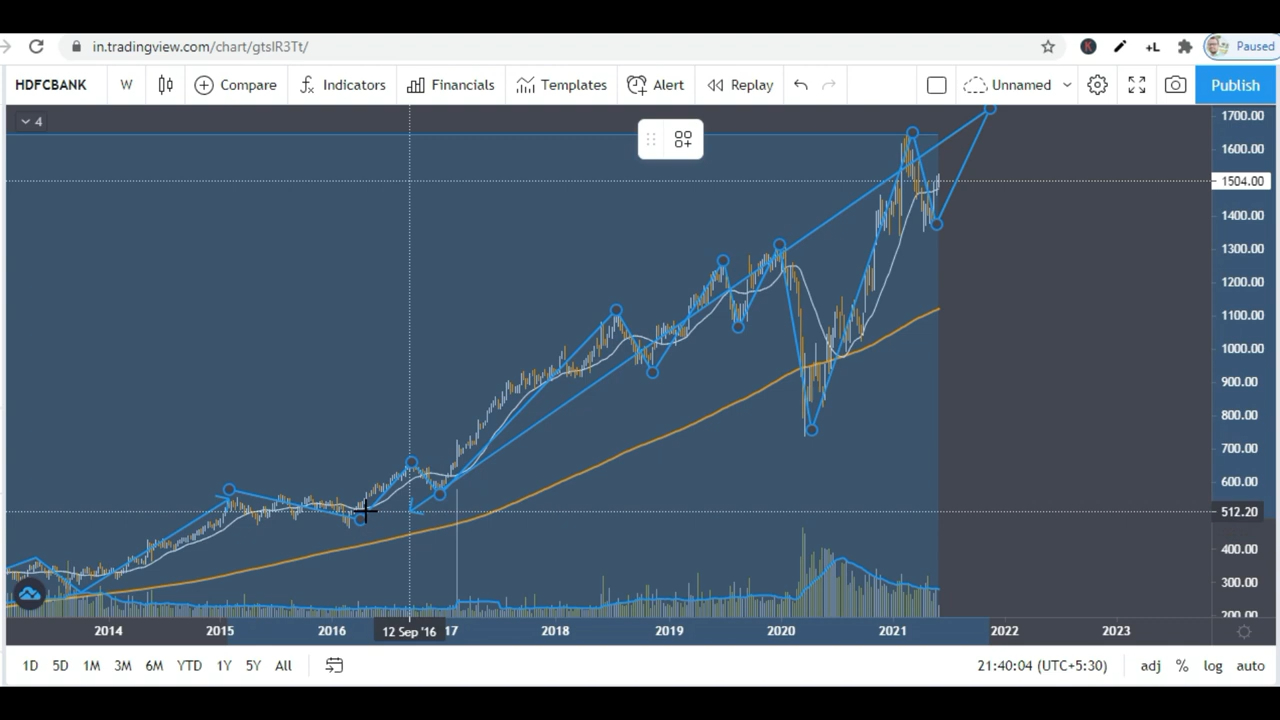 in.tradingview.com/chart/gtsIR3Tt/
K
+L
Paused
HDFCBANK W Compare Indicators Financials Templates Alert Replay Unnamed Publish
4
1700.00
1600.00
1504.00
1400.00
1300.00
1200.00
1100.00
1000.00
900.00
800.00
700.00
600.00
512.20
400.00
300.00
200.00
2014 2015 2016 12 Sep '16 17 2018 2019 2020 2021 2022 2023
1D 5D 1M 3M 6M YTD 1Y 5Y All 21:40:04 (UTC+5:30) adj % log auto